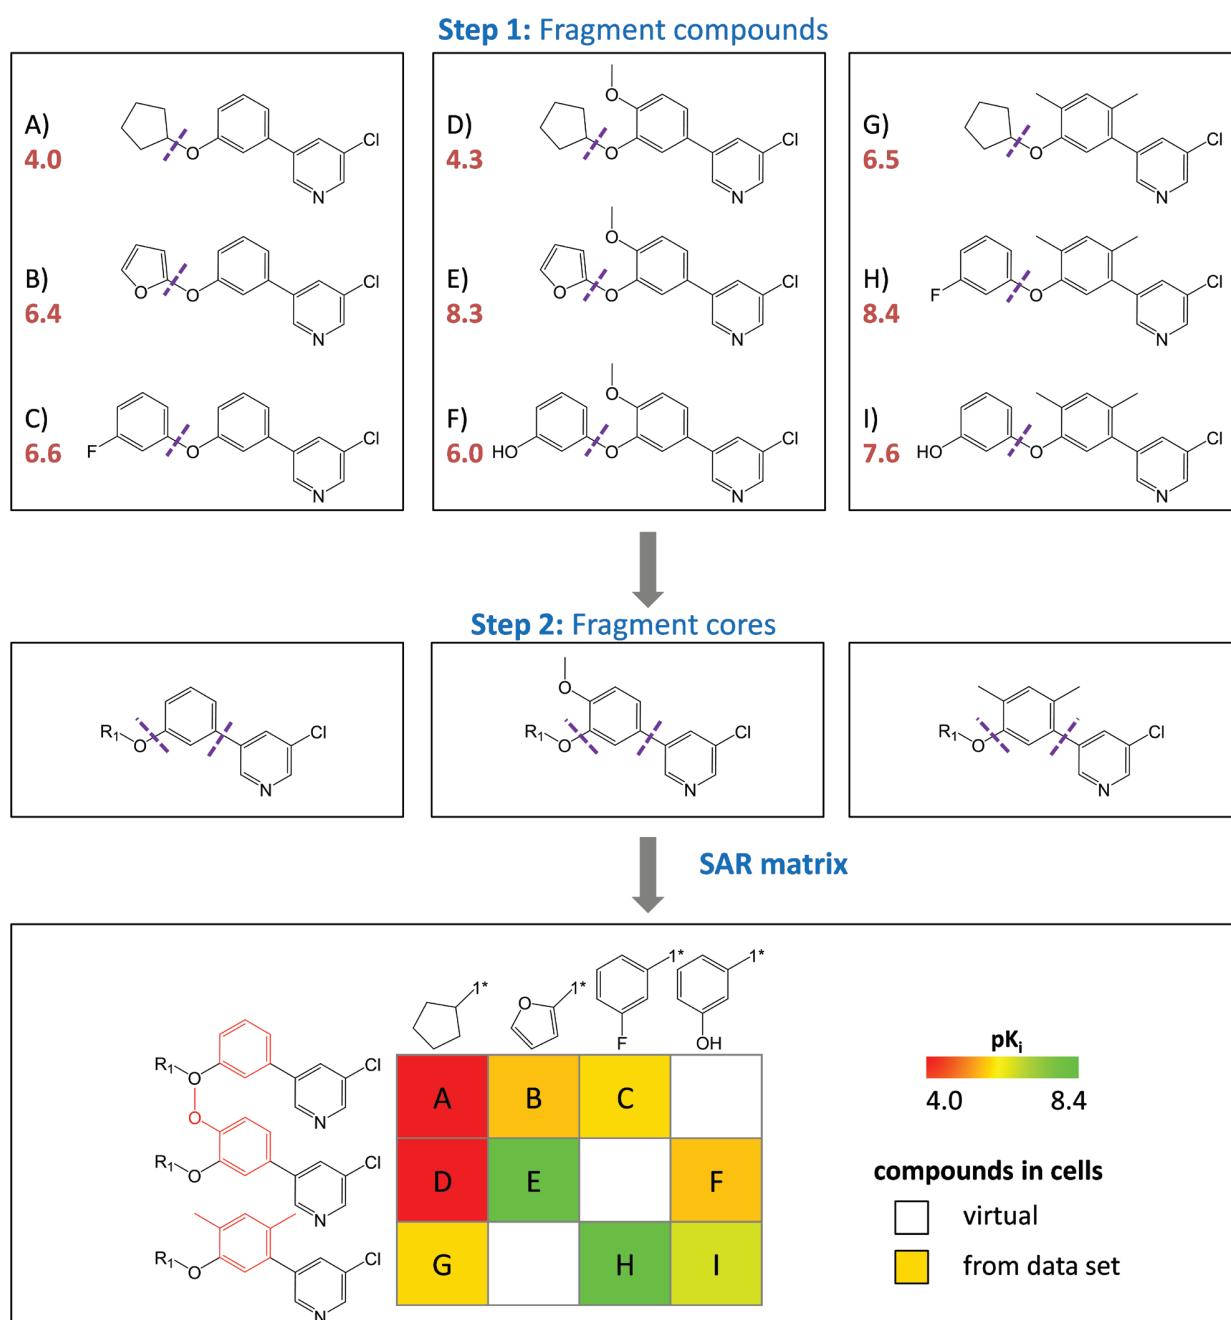 Step 1: Fragment compounds
A)
4.0
O
N
Cl
B)
6.4
O
O
N
Cl
C)
6.6
F
O
N
Cl
D)
4.3
O
O
N
Cl
E)
8.3
O
O
O
N
Cl
F)
6.0
HO
O
O
N
Cl
G)
6.5
O
N
Cl
H)
8.4
F
O
N
Cl
I)
7.6
HO
O
N
Cl
Step 2: Fragment cores
R1
O
N
Cl
O
R1
O
N
Cl
R1
O
N
Cl
SAR matrix
1*
O
1*
F
1*
OH
1*
R1
O
N
Cl
O
R1
O
N
Cl
R1
O
N
Cl
A B C
D E F
G H I
pKi
4.0 8.4
compounds in cells
virtual
from data set